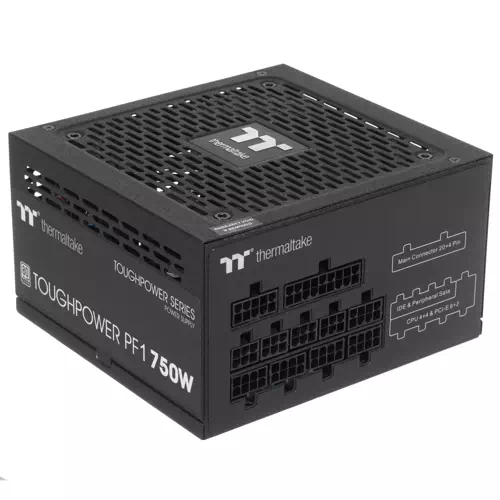 thermaltake
thermaltake
TOUGHPOWER SERIES
POWER SUPPLY
TOUGHPOWER PF1 750W
thermaltake
Main Connector 20+4 Pin
IDE & Peripheral Sata
CPU 4+4 & PCI-E 6+2